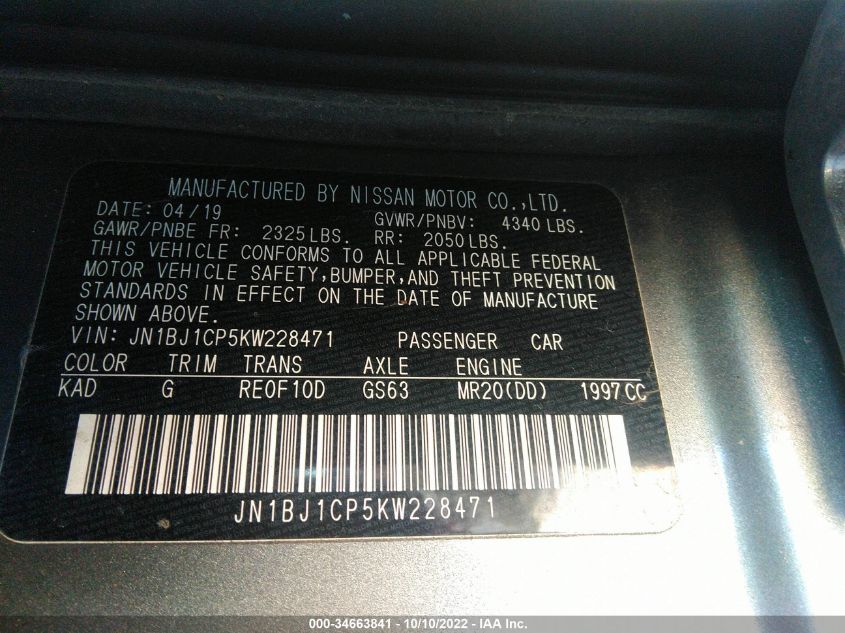 MANUFACTURED BY NISSAN MOTOR CO.,LTD.
DATE: 04/19 GVWR/PNBV: 4340 LBS.
GAWR/PNBE FR: 2325 LBS. RR: 2050 LBS.
THIS VEHICLE CONFORMS TO ALL APPLICABLE FEDERAL
MOTOR VEHICLE SAFETY,BUMPER,AND THEFT PREVENTION
STANDARDS IN EFFECT ON THE DATE OF MANUFACTURE
SHOWN ABOVE.
VIN: JN1BJ1CP5KW228471 PASSENGER CAR
COLOR TRIM TRANS AXLE ENGINE
KAD G RE0F10D GS63 MR20(DD) 1997 CC
JN1BJ1CP5KW228471
000-34663841 - 10/10/2022 - IAA Inc.